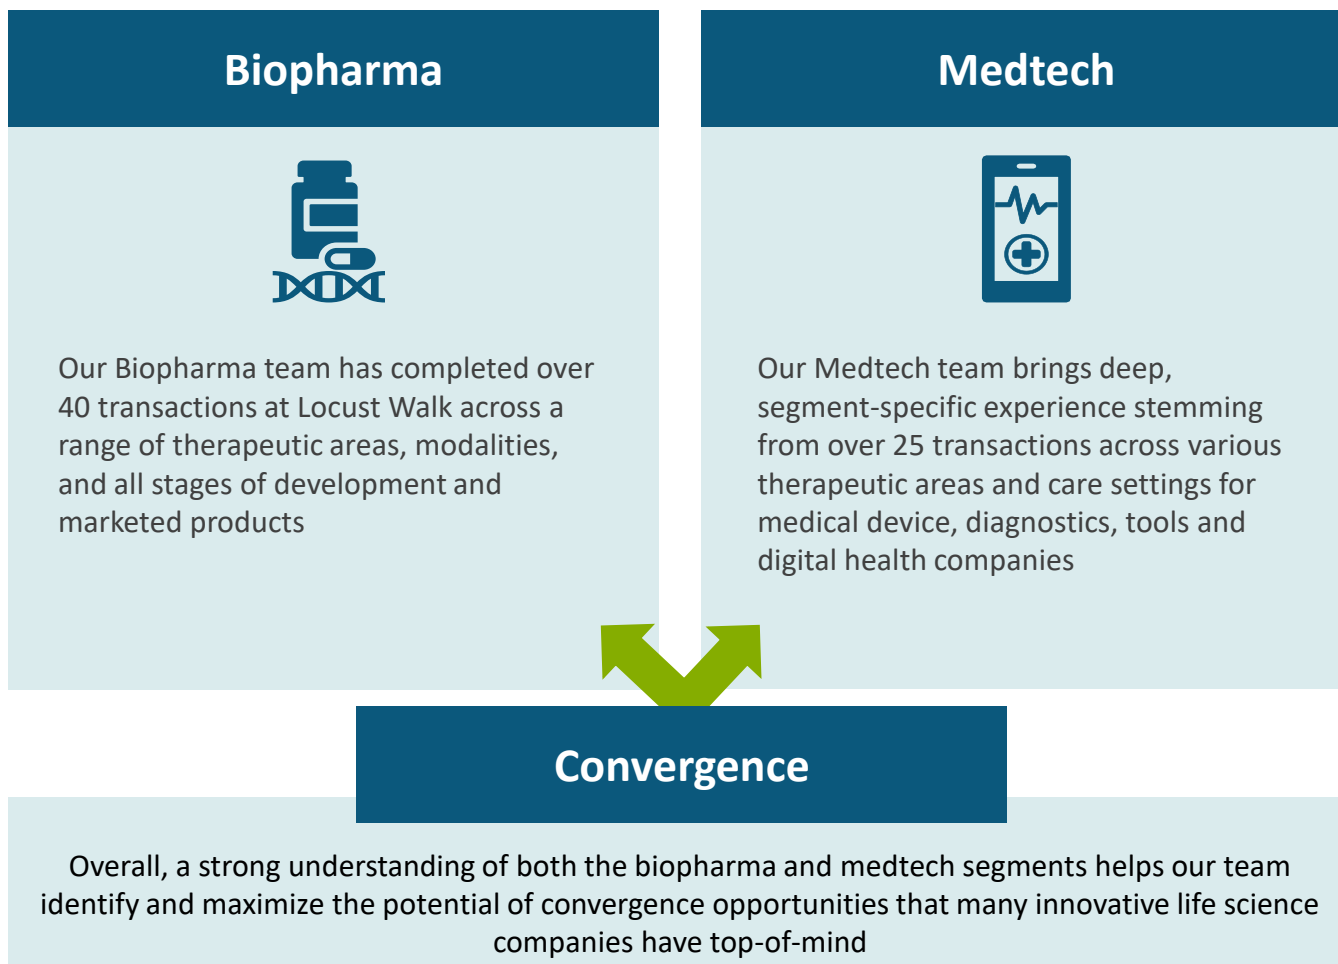 Biopharma
Our Biopharma team has completed over
40 transactions at Locust Walk across a
range of therapeutic areas, modalities,
and all stages of development and
marketed products
Medtech
Our Medtech team brings deep,
segment-specific experience stemming
from over 25 transactions across various
therapeutic areas and care settings for
medical device, diagnostics, tools and
digital health companies
Convergence
Overall, a strong understanding of both the biopharma and medtech segments helps our team
identify and maximize the potential of convergence opportunities that many innovative life science
companies have top-of-mind